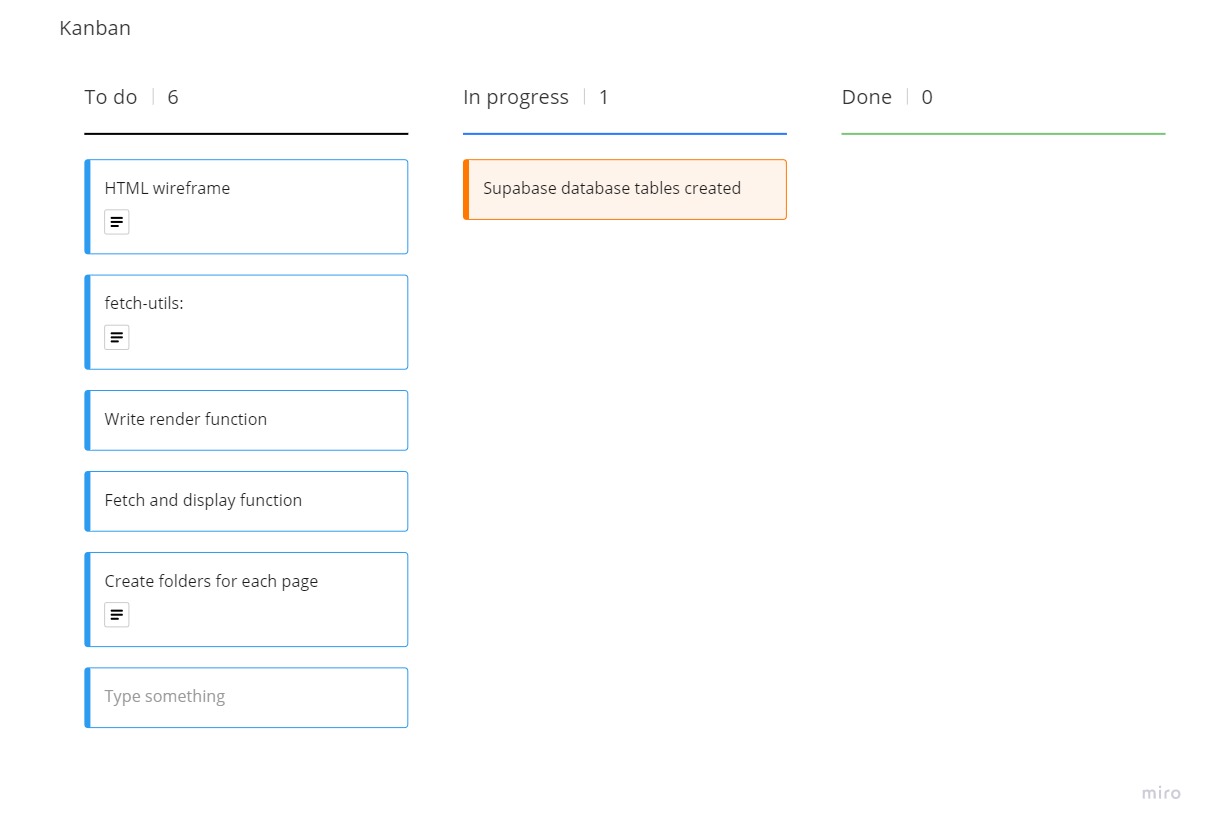 Kanban
To do 6
In progress 1
Done 0
HTML wireframe
fetch-utils:
Write render function
Fetch and display function
Create folders for each page
Type something
Supabase database tables created
miro